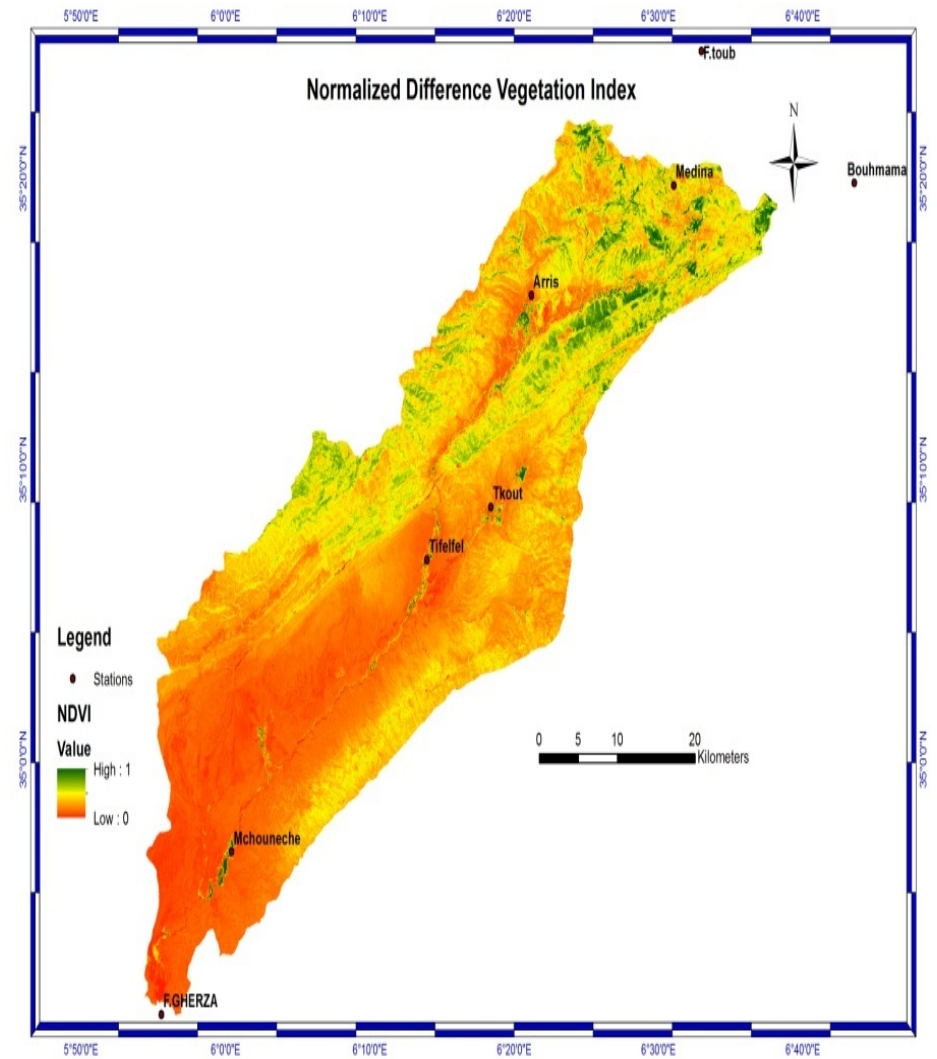 5°50'0"E 6°0'0"E 6°10'0"E 6°20'0"E 6°30'0"E 6°40'0"E
F.toub
Normalized Difference Vegetation Index
N
35°20'0"N
Medina
Bouhmama
35°20'0"N
Arris
35°10'0"N
35°10'0"N
Tkout
Tifelfel
Legend
Stations
NDVI
Value
High : 1
Low : 0
0 5 10 20
Kilometers
35°0'0"N
35°0'0"N
Mchouneche
F.GHERZA
5°50'0"E 6°0'0"E 6°10'0"E 6°20'0"E 6°30'0"E 6°40'0"E